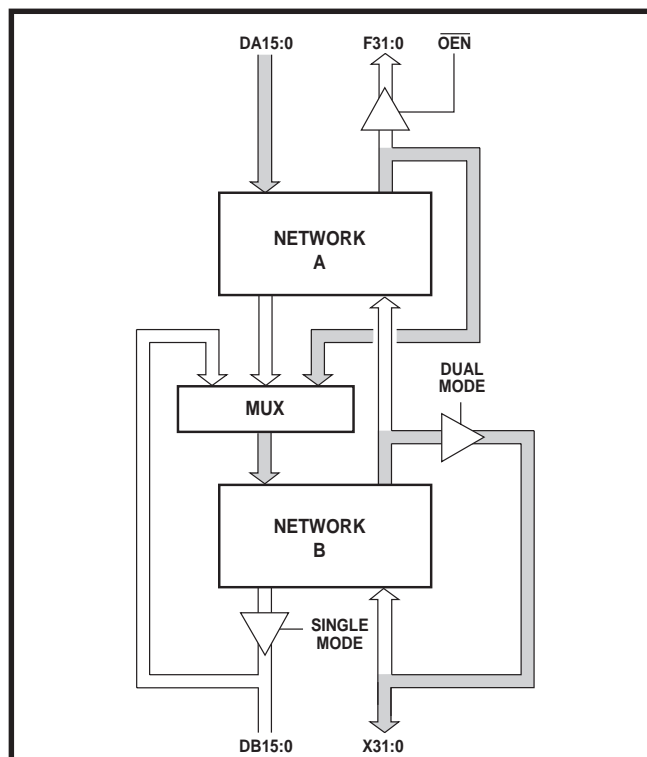 DA15:0
F31:0
OEN
NETWORK
A
DUAL
MODE
MUX
NETWORK
B
SINGLE
MODE
DB15:0
X31:0